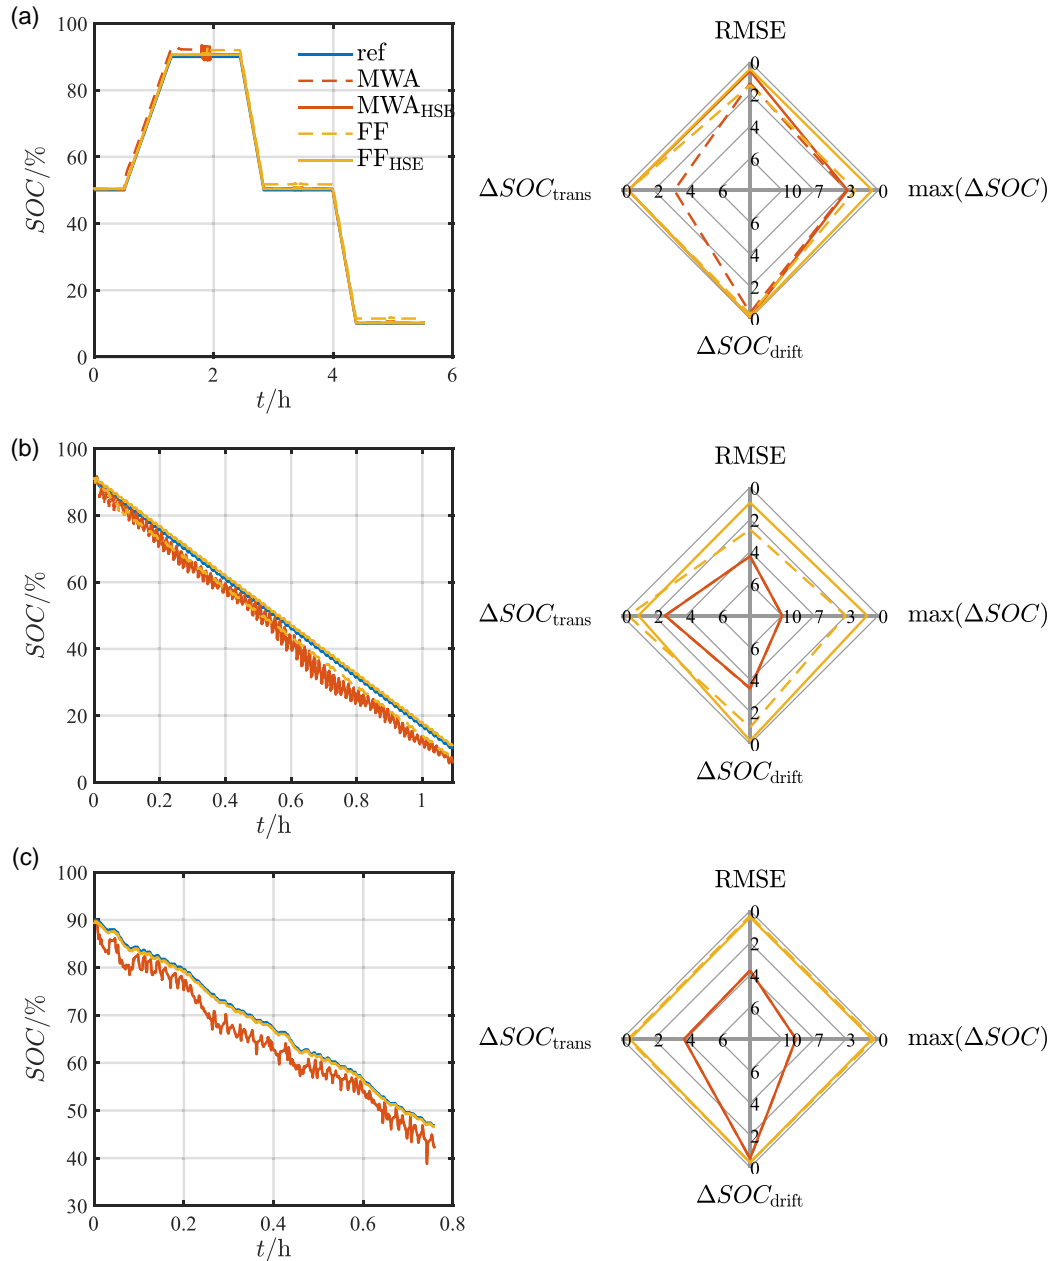 (a)
100
80
60
40
20
0
SOC/%
0
2
4
6
t/h
ref
MWA
MWA_HSE
FF
FF_HSE
RMSE
0
2
4
6
ΔSOC_trans
0 2 4 6 10 7 3 0
max(ΔSOC)
6
4
2
0
ΔSOC_drift
(b)
100
80
60
40
20
0
SOC/%
0
0.2
0.4
0.6
0.8
1
t/h
RMSE
0
2
4
6
ΔSOC_trans
0 2 4 6 10 7 3 0
max(ΔSOC)
6
4
2
0
ΔSOC_drift
(c)
100
90
80
70
60
50
40
30
SOC/%
0
0.2
0.4
0.6
0.8
t/h
RMSE
0
2
4
6
ΔSOC_trans
0 2 4 6 10 7 3 0
max(ΔSOC)
6
4
2
0
ΔSOC_drift